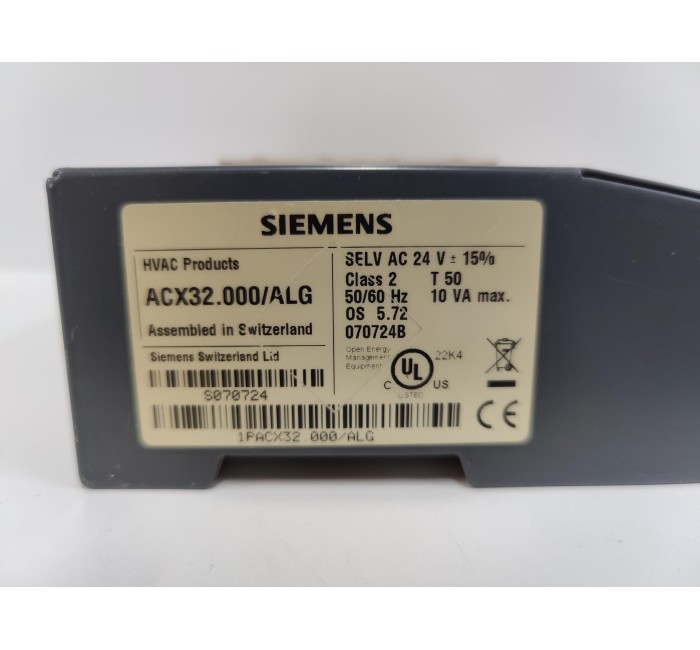 SIEMENS
HVAC Products
ACX32.000/ALG
Assembled in Switzerland
Siemens Switzerland Ltd
S070724
1PACX32.000/ALG
SELV AC 24 V ± 15%
Class 2 T 50
50/60 Hz 10 VA max.
OS 5.72
070724B
Open Energy
Management
Equipment
22K4
C UL US
LISTED
CE